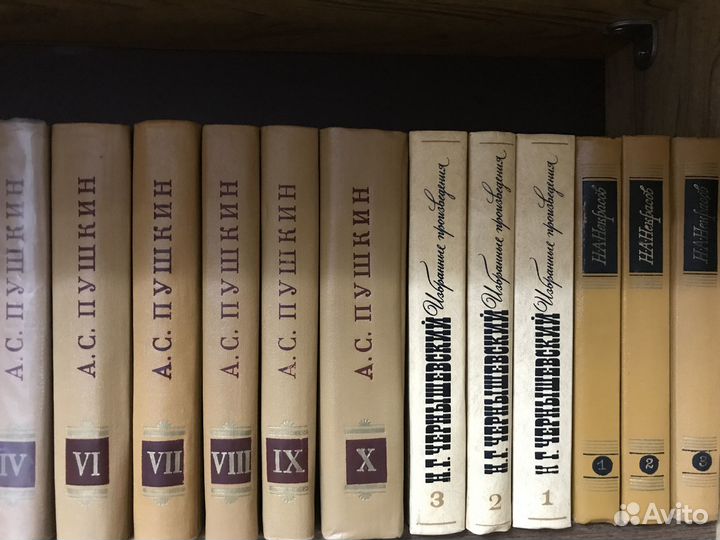 А.С. ПУШКИН
IV
А.С. ПУШКИН
VI
А.С. ПУШКИН
VII
А.С. ПУШКИН
VIII
А.С. ПУШКИН
IX
А.С. ПУШКИН
X
Избранные произведения
Н.Г. ЧЕРНЫШЕВСКИЙ
3
Избранные произведения
Н.Г. ЧЕРНЫШЕВСКИЙ
2
Избранные произведения
Н.Г. ЧЕРНЫШЕВСКИЙ
1
Н.А.Некрасов
1
Н.А.Некрасов
2
Н.А.Некрасов
3
Avito